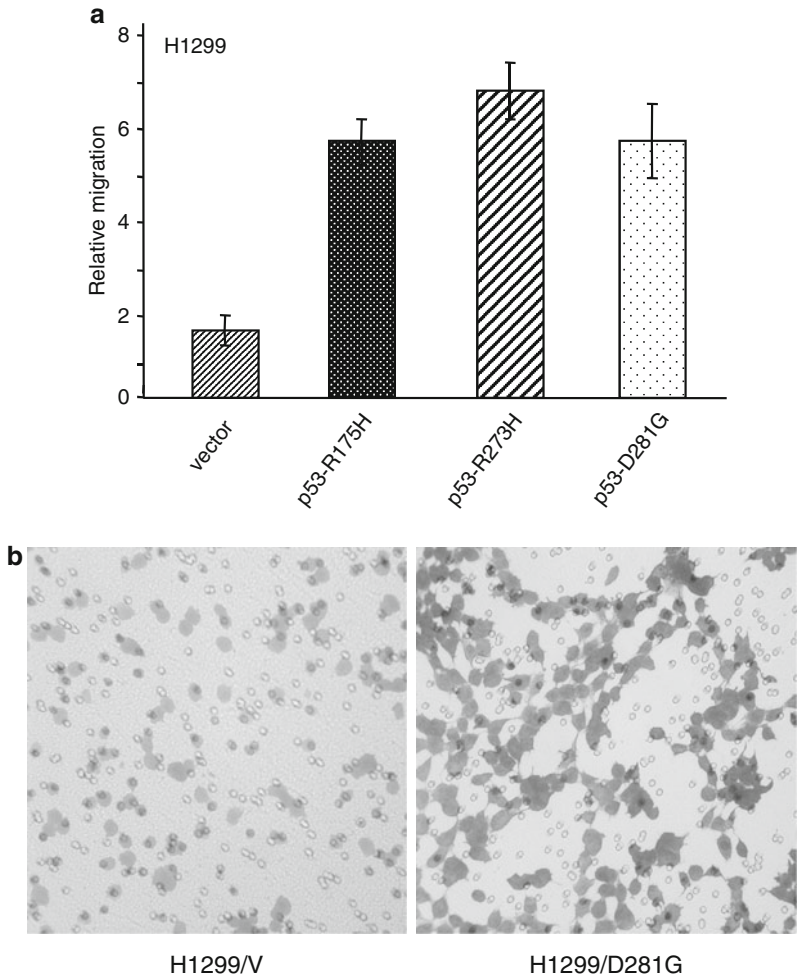 a
H1299
Relative migration
8
6
4
2
0
vector
p53-R175H
p53-R273H
p53-D281G
b
H1299/V
H1299/D281G